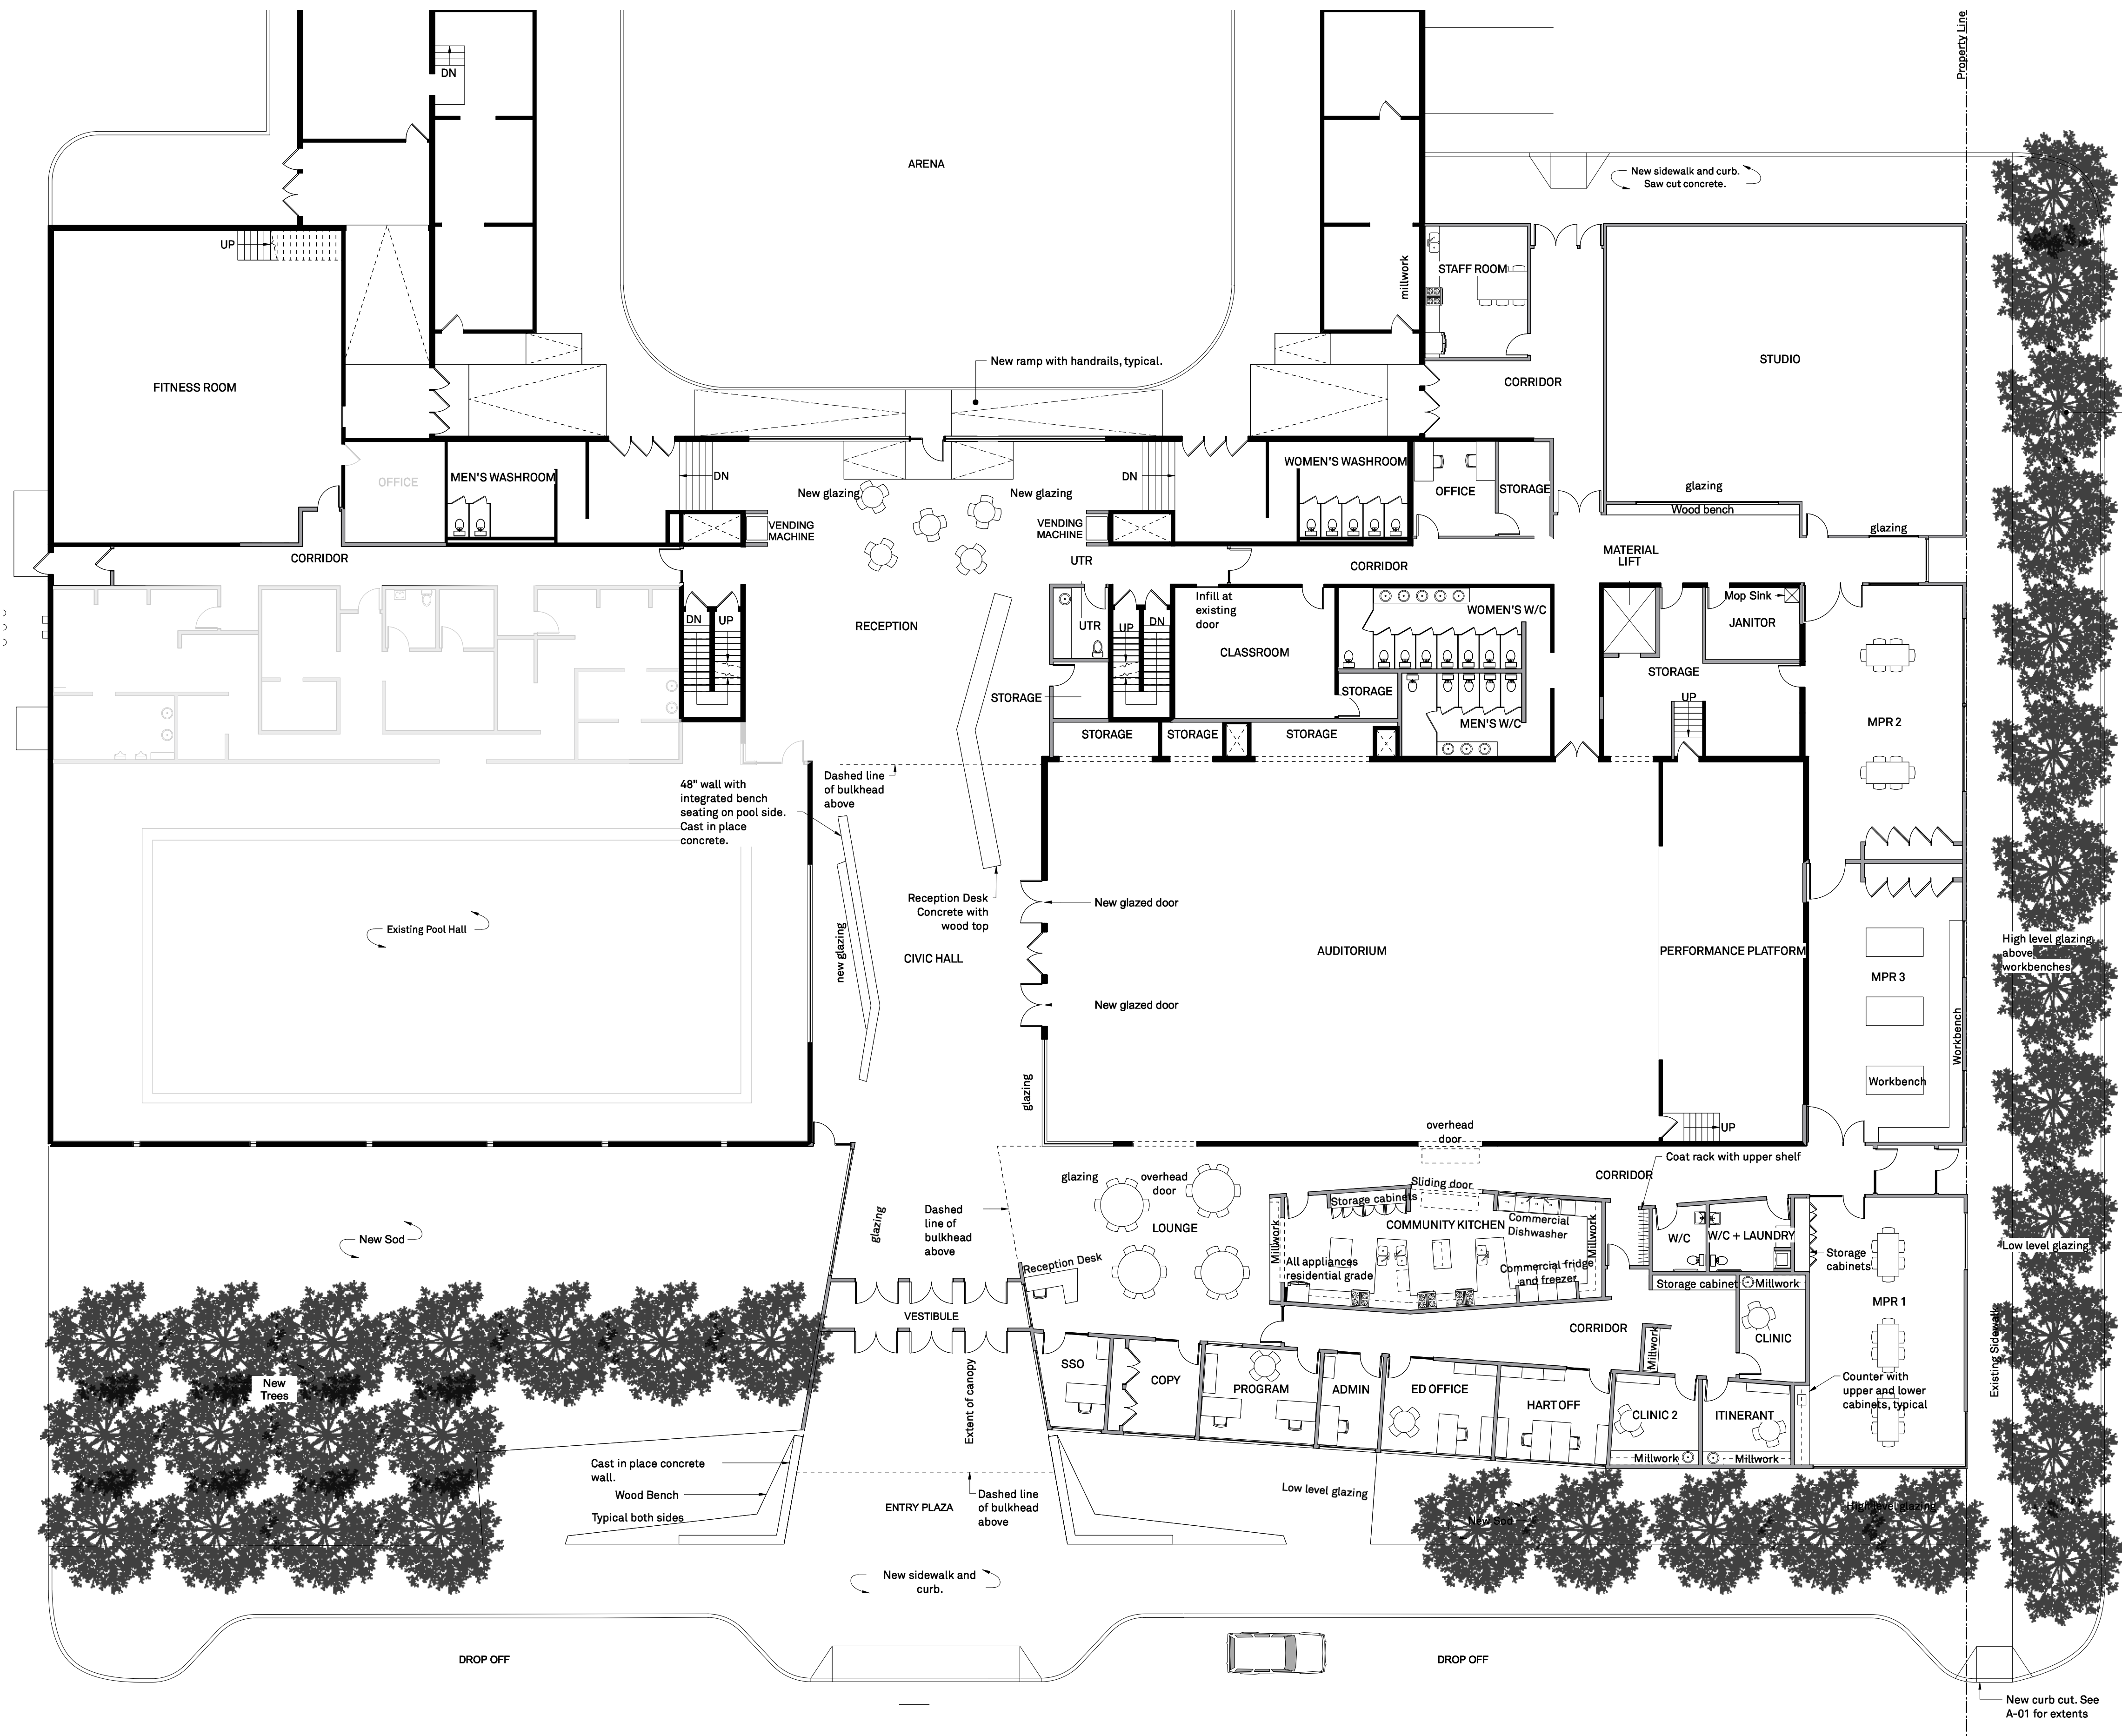 Property Line
DN
ARENA
New sidewalk and curb.
Saw cut concrete.
UP
STAFF ROOM
millwork
New ramp with handrails, typical.
FITNESS ROOM
STUDIO
CORRIDOR
OFFICE
MEN'S WASHROOM
DN
New glazing
New glazing
DN
WOMEN'S WASHROOM
OFFICE
STORAGE
glazing
Wood bench
VENDING
MACHINE
VENDING
MACHINE
glazing
CORRIDOR
UTR
CORRIDOR
MATERIAL
LIFT
Infill at
existing
door
WOMEN'S W/C
Mop Sink
JANITOR
DN
UP
RECEPTION
UTR
UP
DN
CLASSROOM
STORAGE
STORAGE
STORAGE
UP
MPR 2
MEN'S W/C
STORAGE
STORAGE
STORAGE
48" wall with
integrated bench
seating on pool side.
Cast in place
concrete.
Dashed line
of bulkhead
above
Reception Desk
Concrete with
wood top
New glazed door
Existing Pool Hall
new glazing
CIVIC HALL
AUDITORIUM
PERFORMANCE PLATFORM
High level glazing
above
workbenches
MPR 3
New glazed door
Workbench
Workbench
glazing
overhead
door
UP
Coat rack with upper shelf
CORRIDOR
glazing
overhead
door
Sliding door
Storage cabinets
Dashed
line of
bulkhead
above
glazing
LOUNGE
Millwork
COMMUNITY KITCHEN
Commercial
Dishwasher
Millwork
W/C
W/C + LAUNDRY
New Sod
Storage
cabinets
Low level glazing
Reception Desk
All appliances
residential grade
Commercial fridge
and freezer
Storage cabinet
Millwork
MPR 1
VESTIBULE
CORRIDOR
Millwork
CLINIC
Existing Sidewalk
New
Trees
Extent of canopy
SSO
COPY
PROGRAM
ADMIN
ED OFFICE
HART OFF
CLINIC 2
ITINERANT
Counter with
upper and lower
cabinets, typical
Millwork
Millwork
Cast in place concrete
wall.
Wood Bench
Typical both sides
ENTRY PLAZA
Dashed line
of bulkhead
above
Low level glazing
New Sod
High level glazing
New sidewalk and
curb.
DROP OFF
DROP OFF
New curb cut. See
A-01 for extents